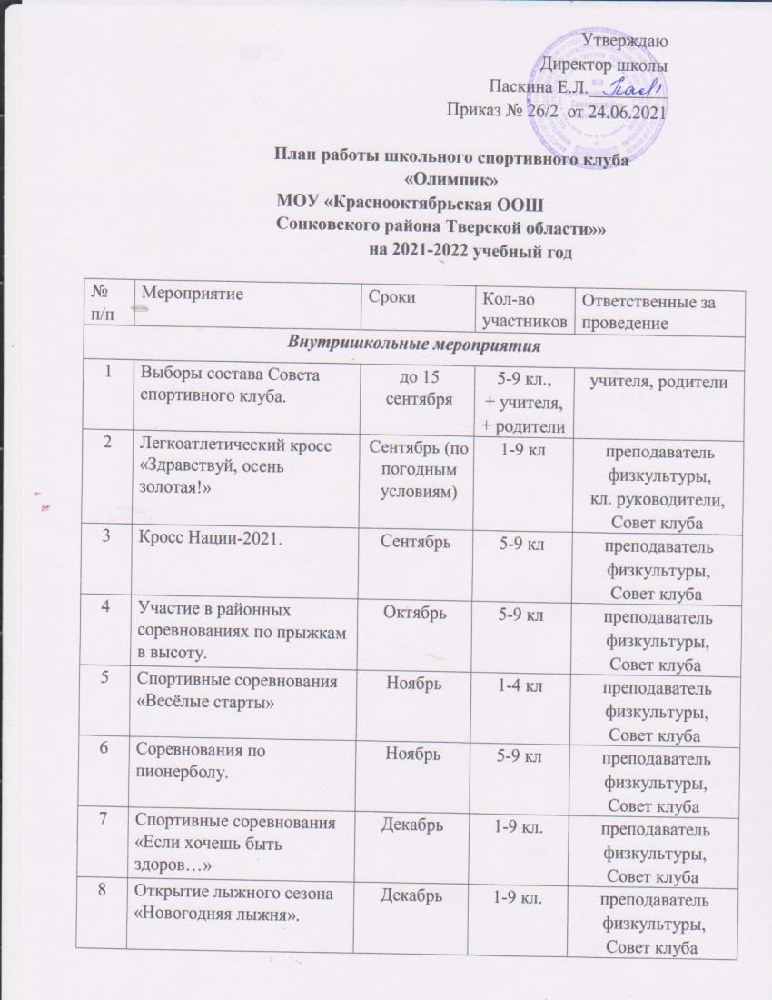 Утверждаю
Директор школы
Паскина Е.Л.
Приказ № 26/2 от 24.06.2021
План работы школьного спортивного клуба
«Олимпик»
МОУ «Краснооктябрьская ООШ
Сонковского района Тверской области»»
на 2021-2022 учебный год
№ п/п Мероприятие Сроки Кол-во участников Ответственные за проведение
Внутришкольные мероприятия
1 Выборы состава Совета спортивного клуба. до 15 сентября 5-9 кл., + учителя, + родители учителя, родители
2 Легкоатлетический кросс «Здравствуй, осень золотая!» Сентябрь (по погодным условиям) 1-9 кл преподаватель физкультуры, кл. руководители, Совет клуба
3 Кросс Нации-2021. Сентябрь 5-9 кл преподаватель физкультуры, Совет клуба
4 Участие в районных соревнованиях по прыжкам в высоту. Октябрь 5-9 кл преподаватель физкультуры, Совет клуба
5 Спортивные соревнования «Весёлые старты» Ноябрь 1-4 кл преподаватель физкультуры, Совет клуба
6 Соревнования по пионерболу. Ноябрь 5-9 кл преподаватель физкультуры, Совет клуба
7 Спортивные соревнования «Если хочешь быть здоров…» Декабрь 1-9 кл. преподаватель физкультуры, Совет клуба
8 Открытие лыжного сезона «Новогодняя лыжня». Декабрь 1-9 кл. преподаватель физкультуры, Совет клуба